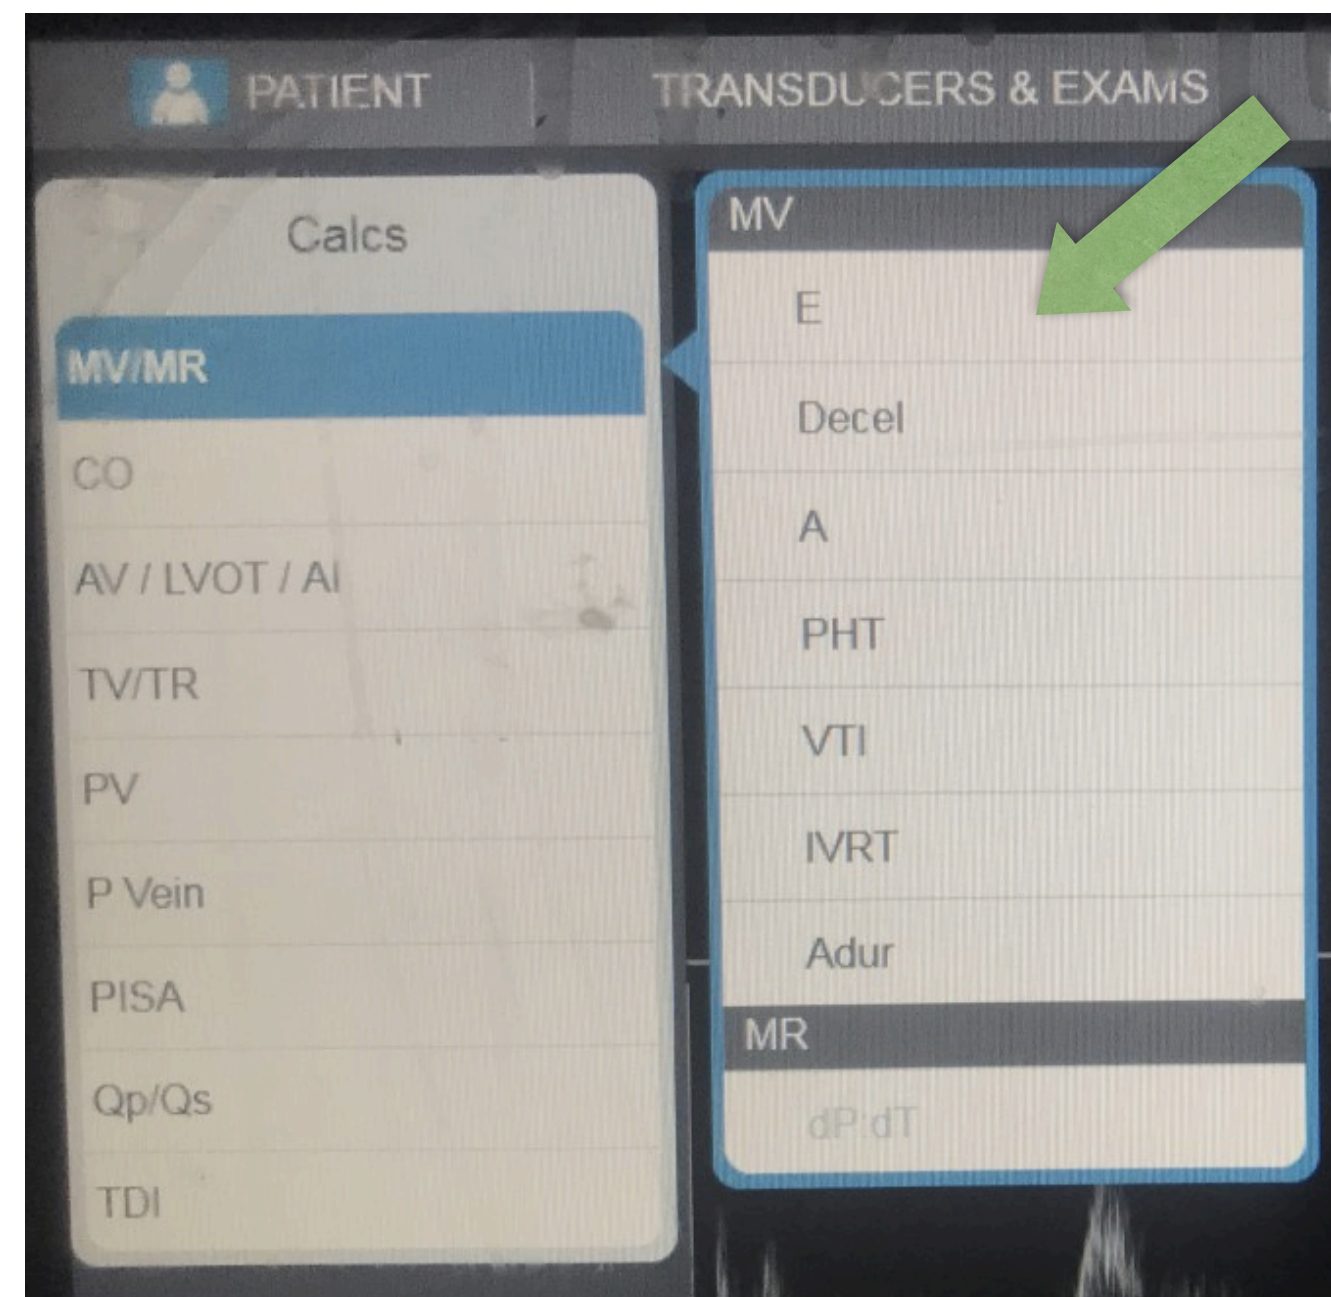 PATIENT
TRANSDUCERS & EXAMS
Calcs
MV/MR
CO
AV / LVOT / AI
TV/TR
PV
P Vein
PISA
Qp/Qs
TDI
MV
E
Decel
A
PHT
VTI
IVRT
Adur
MR
dP:dT